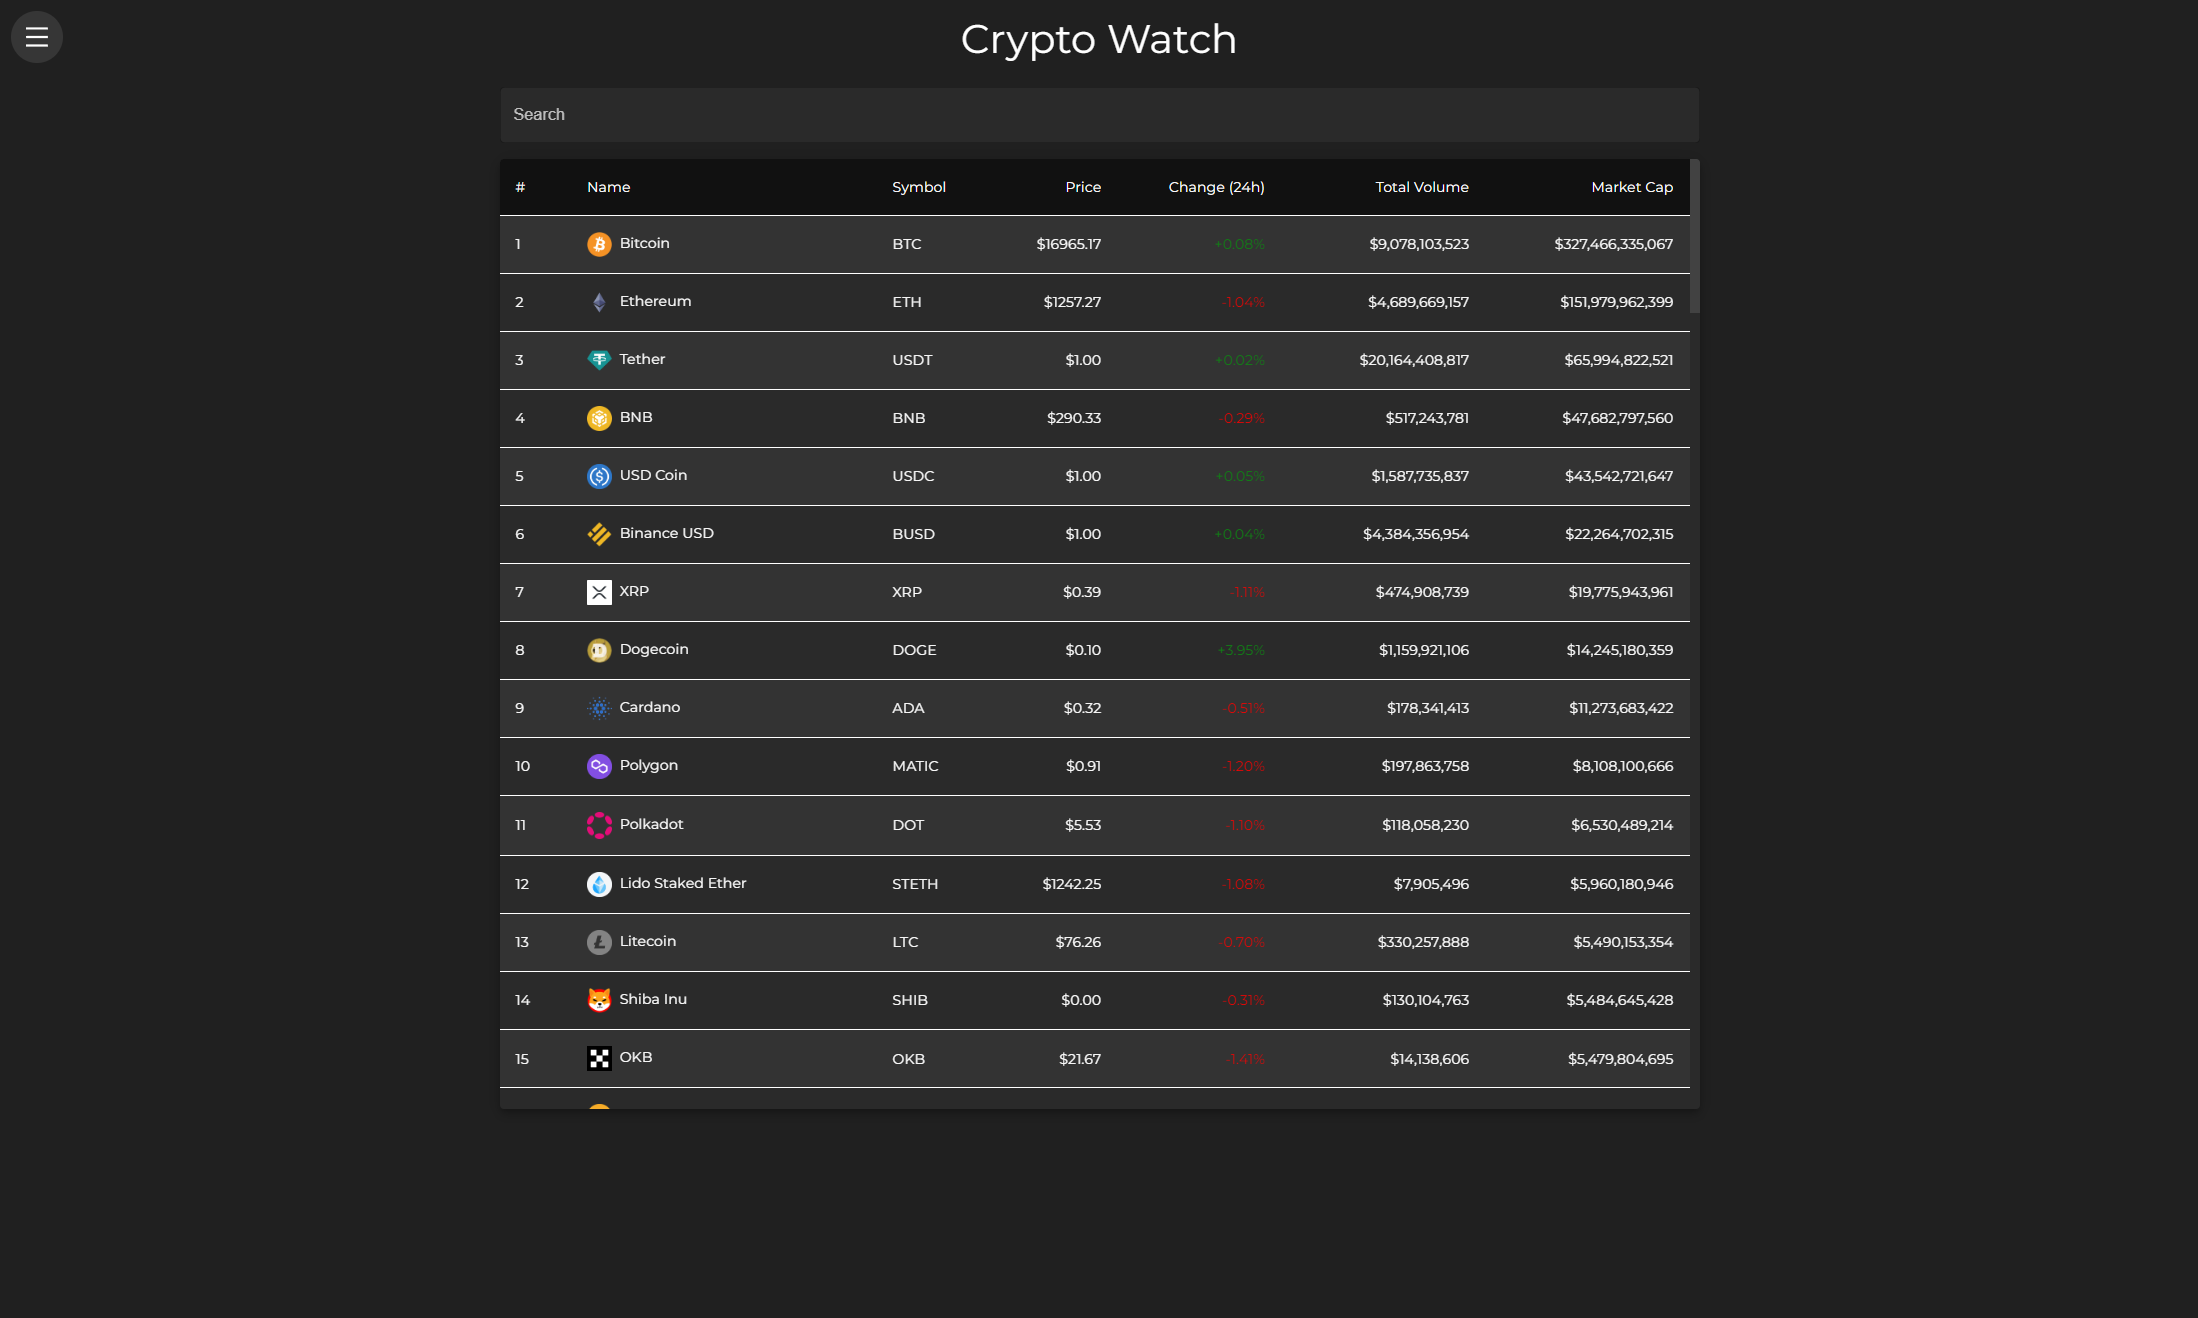 Crypto Watch
Search
# Name Symbol Price Change (24h) Total Volume Market Cap
1 Bitcoin BTC $16965.17 +0.08% $9,078,103,523 $327,466,335,067
2 Ethereum ETH $1257.27 -1.04% $4,689,669,157 $151,979,962,399
3 Tether USDT $1.00 +0.02% $20,164,408,817 $65,994,822,521
4 BNB BNB $290.33 -0.29% $517,243,781 $47,682,797,560
5 USD Coin USDC $1.00 +0.05% $1,587,735,837 $43,542,721,647
6 Binance USD BUSD $1.00 +0.04% $4,384,356,954 $22,264,702,315
7 XRP XRP $0.39 -1.11% $474,908,739 $19,775,943,961
8 Dogecoin DOGE $0.10 +3.95% $1,159,921,106 $14,245,180,359
9 Cardano ADA $0.32 -0.51% $178,341,413 $11,273,683,422
10 Polygon MATIC $0.91 -1.20% $197,863,758 $8,108,100,666
11 Polkadot DOT $5.53 -1.10% $118,058,230 $6,530,489,214
12 Lido Staked Ether STETH $1242.25 -1.08% $7,905,496 $5,960,180,946
13 Litecoin LTC $76.26 -0.70% $330,257,888 $5,490,153,354
14 Shiba Inu SHIB $0.00 -0.31% $130,104,763 $5,484,645,428
15 OKB OKB $21.67 -1.41% $14,138,606 $5,479,804,695